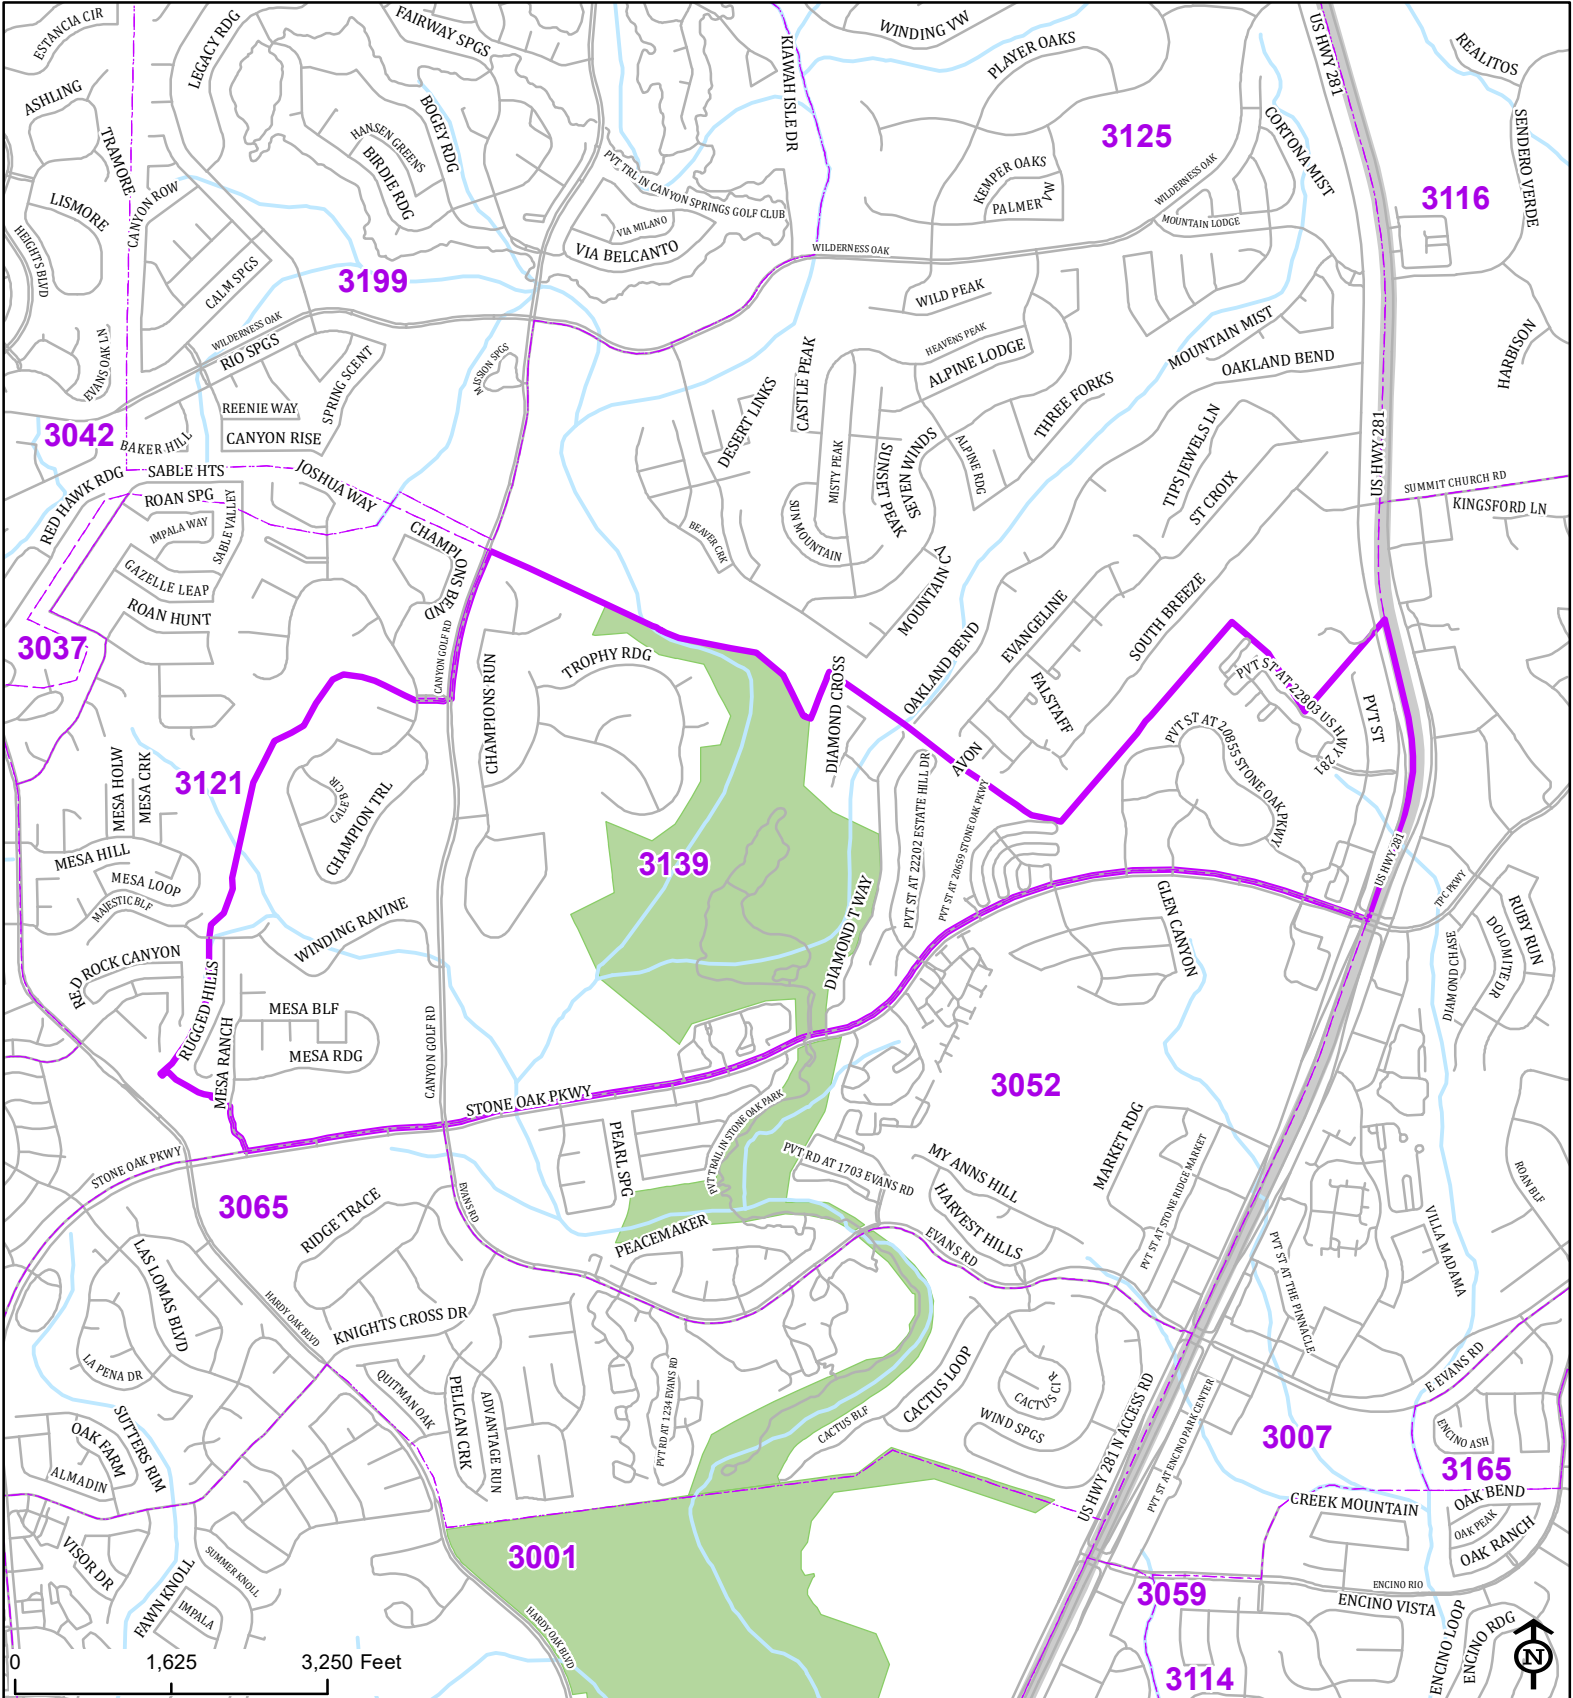 ESTANCIA CIR
LEGACY RDG
FAIRWAY SPGS
KIAWAH ISLE DR
WINDING VW
PLAYER OAKS
US HWY 281
REALITOS
ASHLING
TRAMORE
BOGEY RDG
HANSEN GREENS
BIRDIE RDG
3125
CORTONA MIST
SENDERO VERDE
LISMORE
CANYON ROW
PVT TRL IN CANYON SPRINGS GOLF CLUB
KEMPER OAKS
PALMER VW
WILDERNESS OAK
MOUNTAIN LODGE
3116
HEIGHTS BLVD
VIA MILANO
VIA BELCANTO
WILDERNESS OAK
CALM SPGS
3199
WILD PEAK
EVANS OAK LN
WILDERNESS OAK
RIO SPGS
SPRING SCENT
MISSION SPGS
CASTLE PEAK
HEAVENS PEAK
ALPINE LODGE
MOUNTAIN MIST
OAKLAND BEND
HARBISON
3042
BAKER HILL
REENIE WAY
CANYON RISE
DESERT LINKS
MISTY PEAK
SUNSET PEAK
SEVEN WINDS
ALPINE RDG
THREE FORKS
TIPS JEWELS LN
ST CROIX
US HWY 281
SUMMIT CHURCH RD
KINGSFORD LN
RED HAWK RDG
SABLE HTS
JOSHUA WAY
ROAN SPG
IMPALA WAY
SABLE VALLEY
GAZELLE LEAP
ROAN HUNT
CHAMPIONS BEND
SUN MOUNTAIN
BEAVER CRK
MOUNTAIN CV
3037
CANYON GOLF RD
CHAMPIONS RUN
TROPHY RDG
DIAMOND CROSS
OAKLAND BEND
EVANGELINE
FALSTAFF
SOUTH BREEZE
PVT ST AT 22803 US HWY 281
PVT ST
AVON
PVT ST AT 20855 STONE OAK PKWY
3121
MESA HOLW
MESA CRK
CALEB CIR
CHAMPION TRL
MESA HILL
MESA LOOP
MAJESTIC BLF
3139
PVT ST AT 22202 ESTATE HILL DR
PVT ST AT 20659 STONE OAK PKWY
US HWY 281
TPC PKWY
RUBY RUN
DOLOMITE DR
DIAMOND CHASE
RED ROCK CANYON
WINDING RAVINE
DIAMOND T WAY
GLEN CANYON
RUGGED HILLS
MESA RANCH
MESA BLF
MESA RDG
CANYON GOLF RD
STONE OAK PKWY
3052
PEARL SPG
PVT TRAIL IN STONE OAK PARK
PVT RD AT 1703 EVANS RD
MY ANNS HILL
HARVEST HILLS
MARKET RDG
PVT ST AT STONE RIDGE MARKET
ROAN BLF
STONE OAK PKWY
3065
EVANS RD
RIDGE TRACE
PEACEMAKER
EVANS RD
PVT ST AT THE PINNACLE
VILLA MADAMA
LAS LOMAS BLVD
HARDY OAK BLVD
KNIGHTS CROSS DR
LA PENA DR
QUITMAN OAK
PELICAN CRK
ADVANTAGE RUN
PVT RD AT 1234 EVANS RD
CACTUS LOOP
CACTUS CIR
CACTUS BLF
WIND SPGS
US HWY 281 N ACCESS RD
PVT ST AT ENCINO PARK CENTER
E EVANS RD
3007
ENCINO ASH
3165
SUTTERS RIM
OAK FARM
ALMADIN
CREEK MOUNTAIN
OAK BEND
OAK PEAK
OAK RANCH
VISOR DR
FAWN KNOLL
SUMMER KNOLL
IMPALA
3001
HARDY OAK BLVD
3059
ENCINO RIO
ENCINO VISTA
ENCINO LOOP
ENCINO RDG
3114
0 1,625 3,250 Feet
N